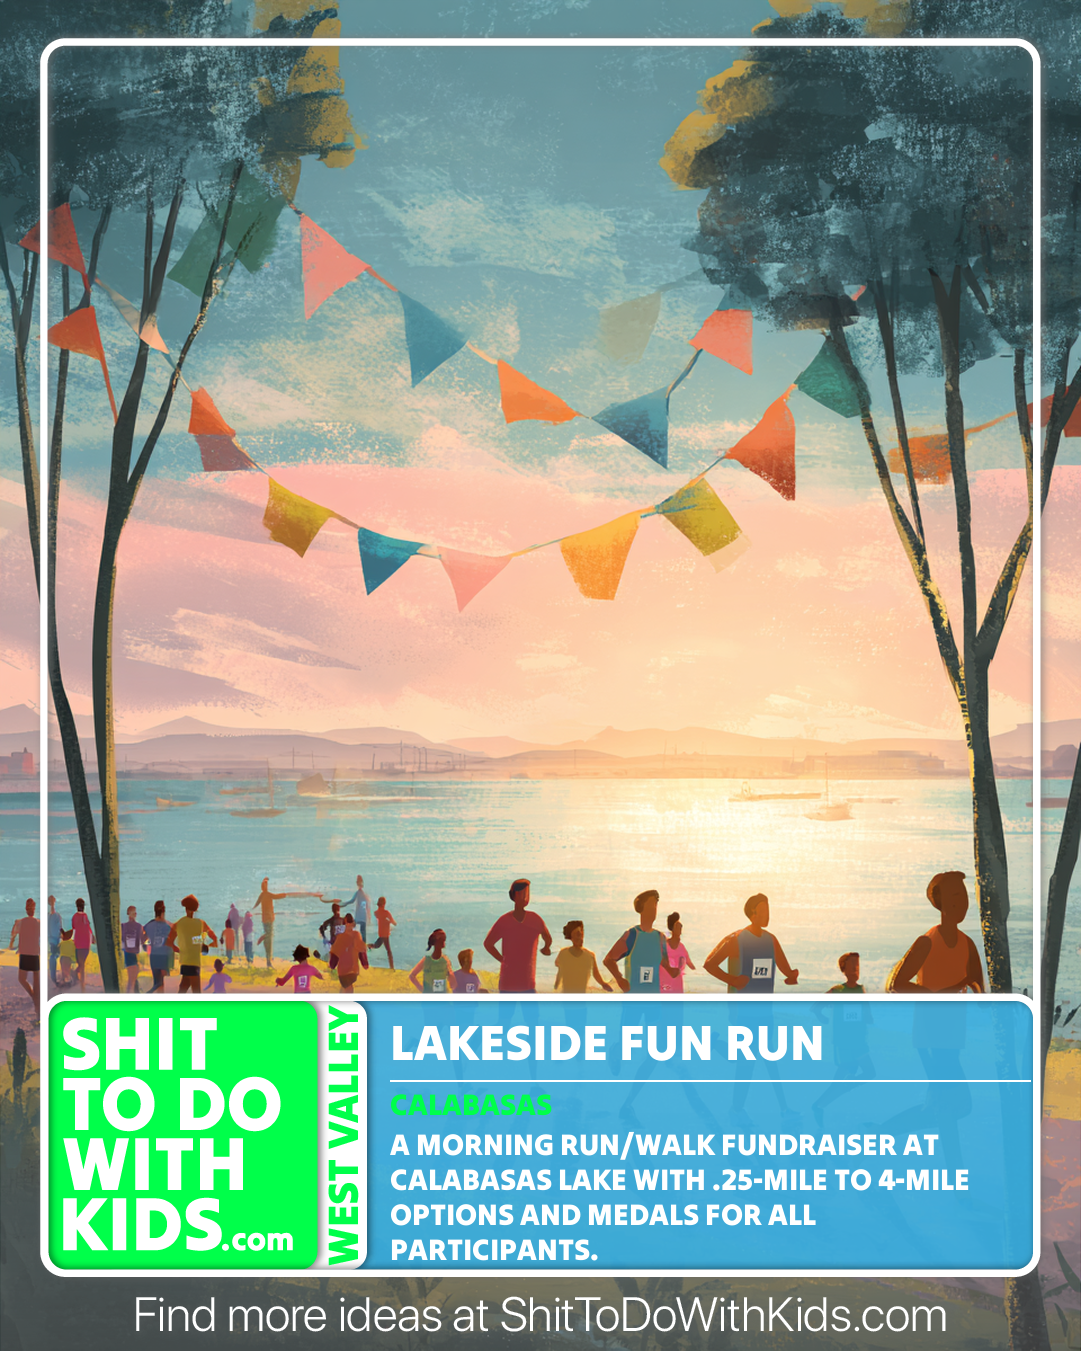 SHIT
TO DO
WITH
KIDS.com
WEST VALLEY
LAKESIDE FUN RUN
CALABASAS
A MORNING RUN/WALK FUNDRAISER AT
CALABASAS LAKE WITH .25-MILE TO 4-MILE
OPTIONS AND MEDALS FOR ALL
PARTICIPANTS.
Find more ideas at ShitToDoWithKids.com